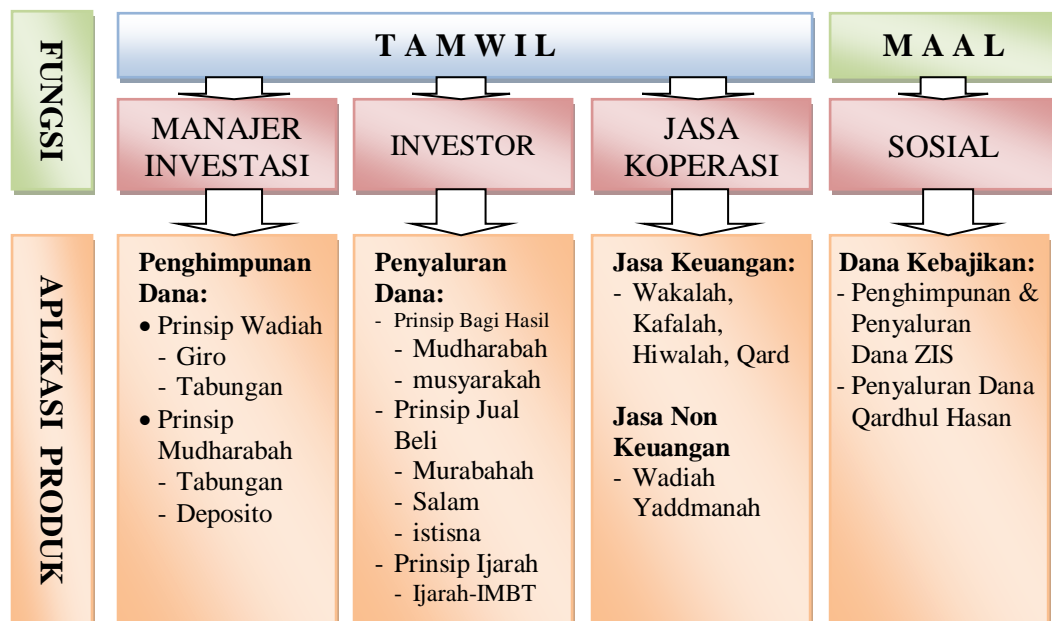 FUNGSI
T A M W I L
M A A L
MANAJER
INVESTASI
INVESTOR
JASA
KOPERASI
SOSIAL
APLIKASI PRODUK
Penghimpunan
Dana:
• Prinsip Wadiah
- Giro
- Tabungan
• Prinsip
Mudharabah
- Tabungan
- Deposito
Penyaluran
Dana:
- Prinsip Bagi Hasil
- Mudharabah
- musyarakah
- Prinsip Jual
Beli
- Murabahah
- Salam
- istisna
- Prinsip Ijarah
- Ijarah-IMBT
Jasa Keuangan:
- Wakalah,
Kafalah,
Hiwalah, Qard
Jasa Non
Keuangan
- Wadiah
Yaddmanah
Dana Kebajikan:
- Penghimpunan &
Penyaluran
Dana ZIS
- Penyaluran Dana
Qardhul Hasan